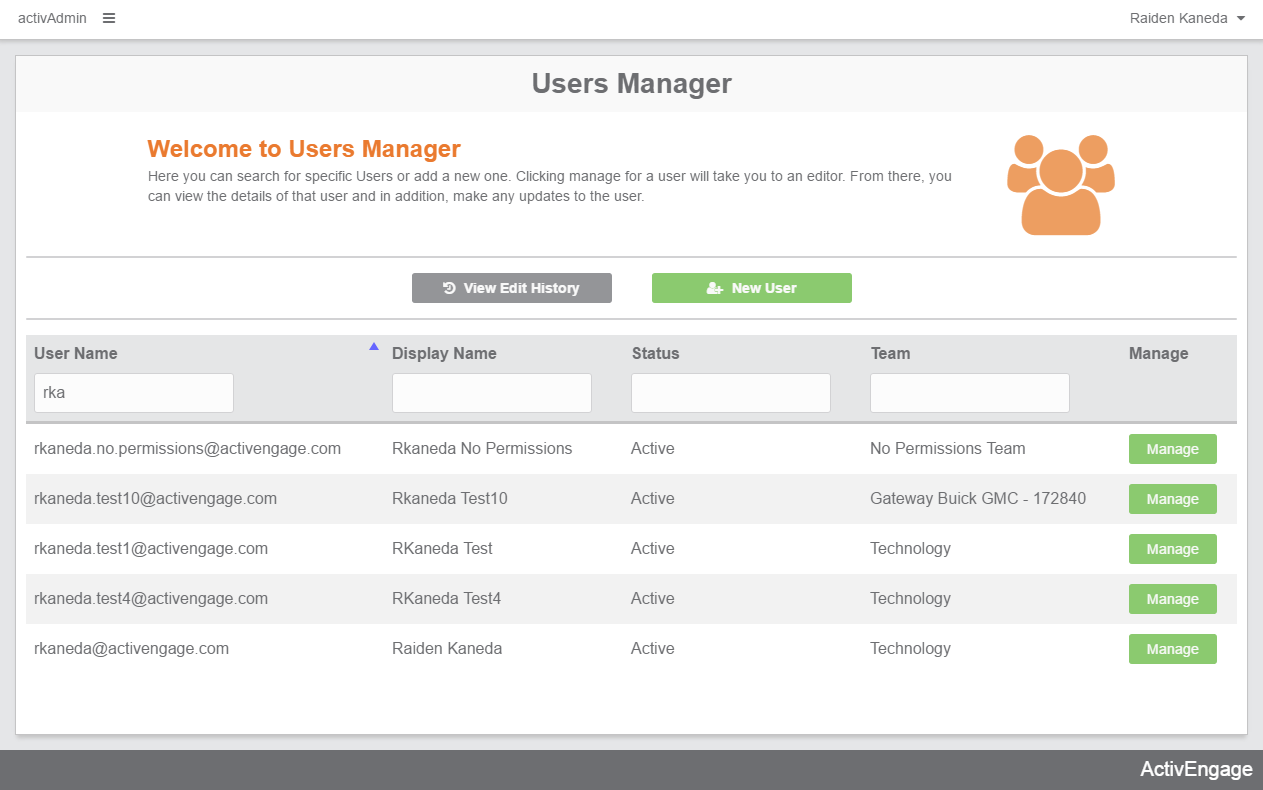 activAdmin Raiden Kaneda
Users Manager
Welcome to Users Manager
Here you can search for specific Users or add a new one. Clicking manage for a user will take you to an editor. From there, you
can view the details of that user and in addition, make any updates to the user.
View Edit History New User
User Name Display Name Status Team Manage
rka
rkaneda.no.permissions@activengage.com Rkaneda No Permissions Active No Permissions Team Manage
rkaneda.test10@activengage.com Rkaneda Test10 Active Gateway Buick GMC - 172840 Manage
rkaneda.test1@activengage.com RKaneda Test Active Technology Manage
rkaneda.test4@activengage.com RKaneda Test4 Active Technology Manage
rkaneda@activengage.com Raiden Kaneda Active Technology Manage
ActivEngage